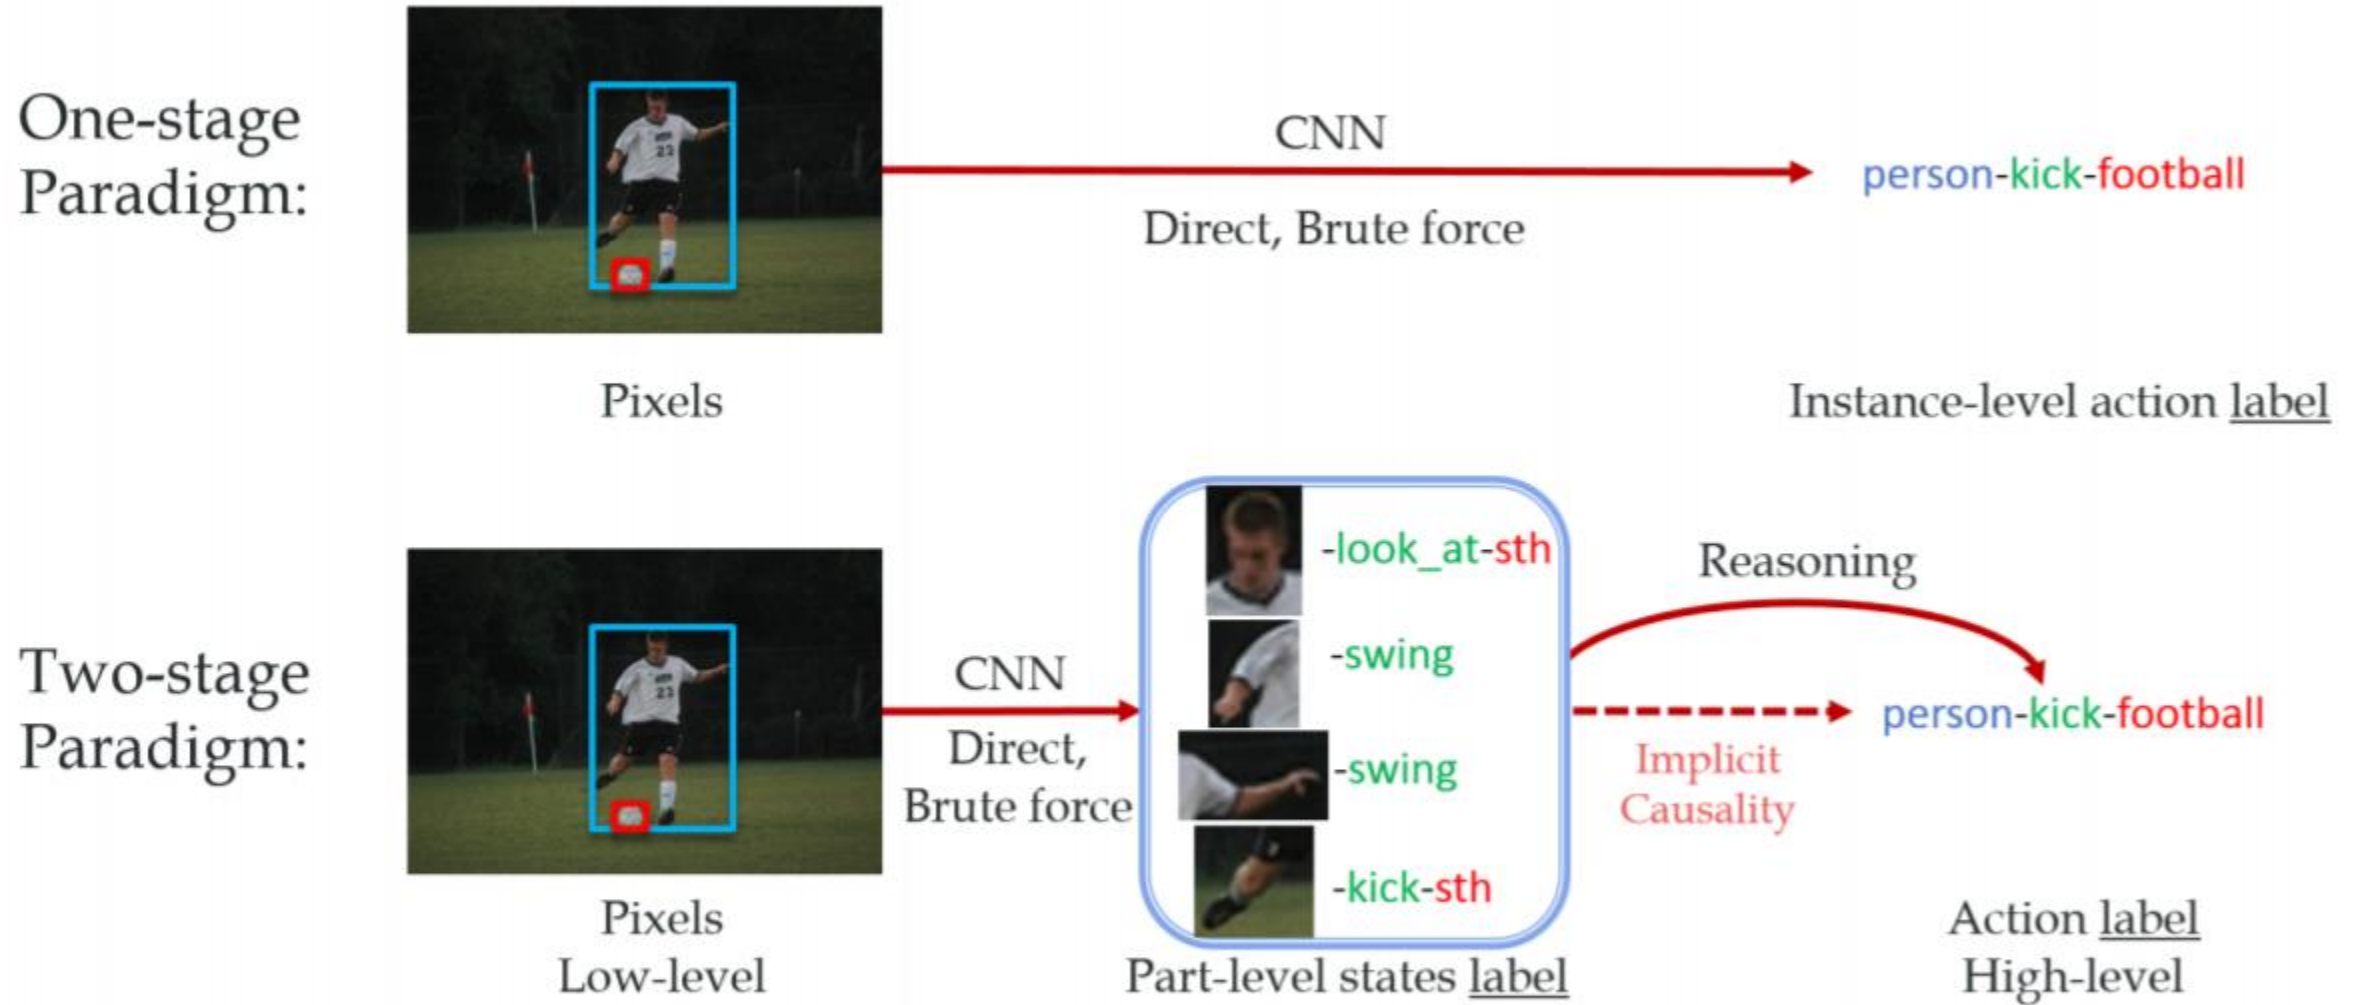 One-stage
Paradigm:
23
CNN
Direct, Brute force
person-kick-football
Pixels
Instance-level action label
Two-stage
Paradigm:
23
CNN
Direct,
Brute force
-look_at-sth
-swing
-swing
-kick-sth
Reasoning
Implicit
Causality
person-kick-football
Pixels
Low-level
Part-level states label
Action label
High-level